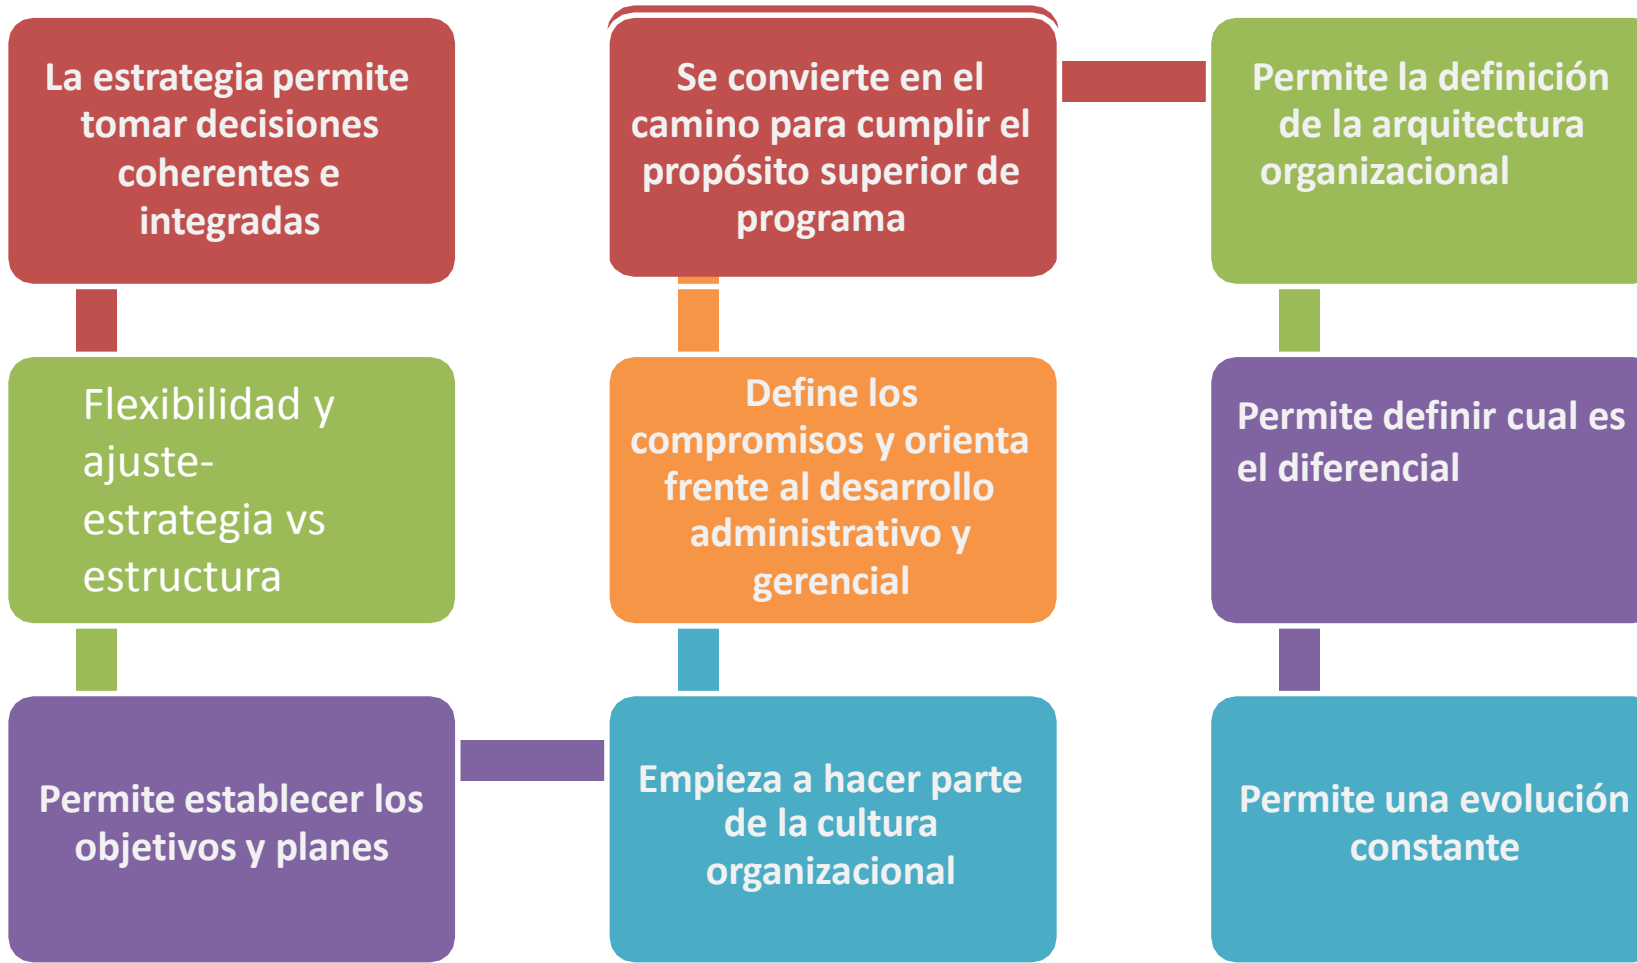 La estrategia permite
tomar decisiones
coherentes e
integradas
Flexibilidad y
ajuste-
estrategia vs
estructura
Permite establecer los
objetivos y planes
Empieza a hacer parte
de la cultura
organizacional
Define los
compromisos y orienta
frente al desarrollo
administrativo y
gerencial
Se convierte en el
camino para cumplir el
propósito superior de
programa
Permite la definición
de la arquitectura
organizacional
Permite definir cual es
el diferencial
Permite una evolución
constante